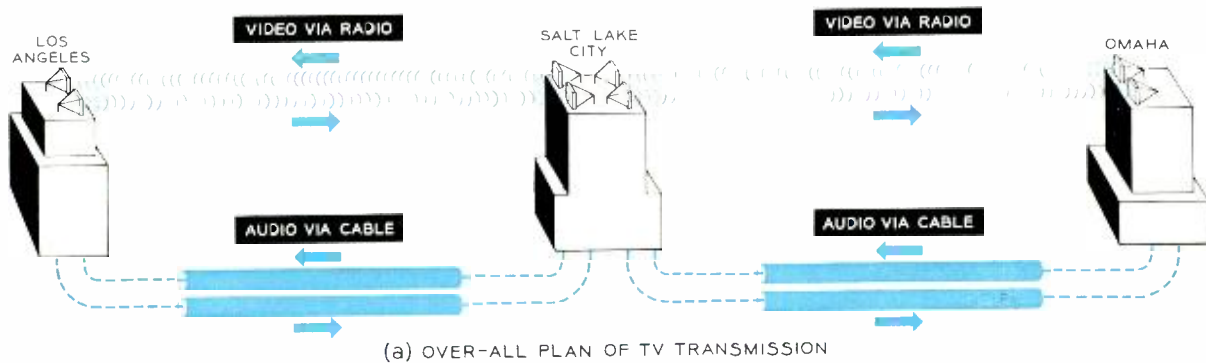 VIDEO VIA RADIO
VIDEO VIA RADIO
LOS
ANGELES
SALT LAKE
CITY
OMAHA
AUDIO VIA CABLE
AUDIO VIA CABLE
(a) OVER-ALL PLAN OF TV TRANSMISSION